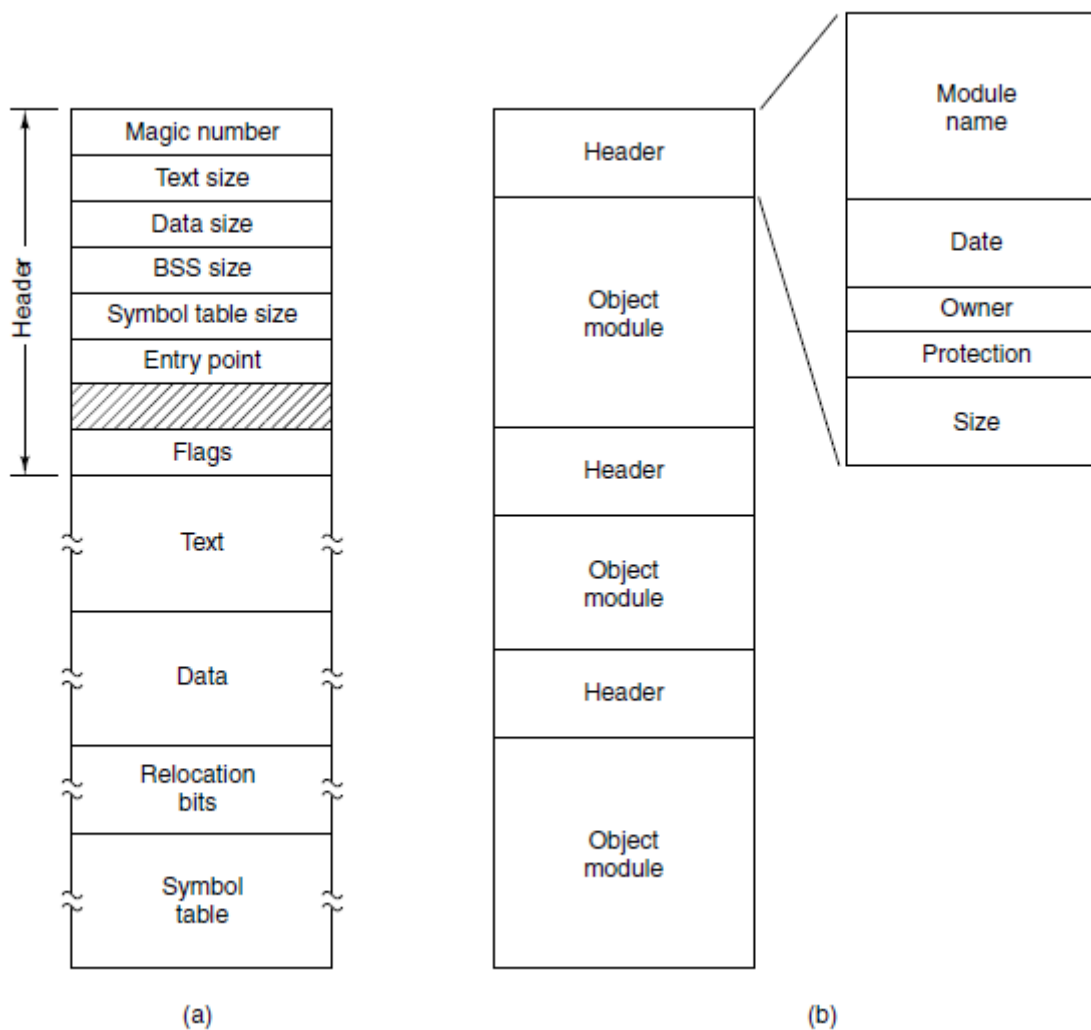 Header
Magic number
Text size
Data size
BSS size
Symbol table size
Entry point
Flags
Text
Data
Relocation
bits
Symbol
table
(a)
Header
Object
module
Header
Object
module
Header
Object
module
Module
name
Date
Owner
Protection
Size
(b)